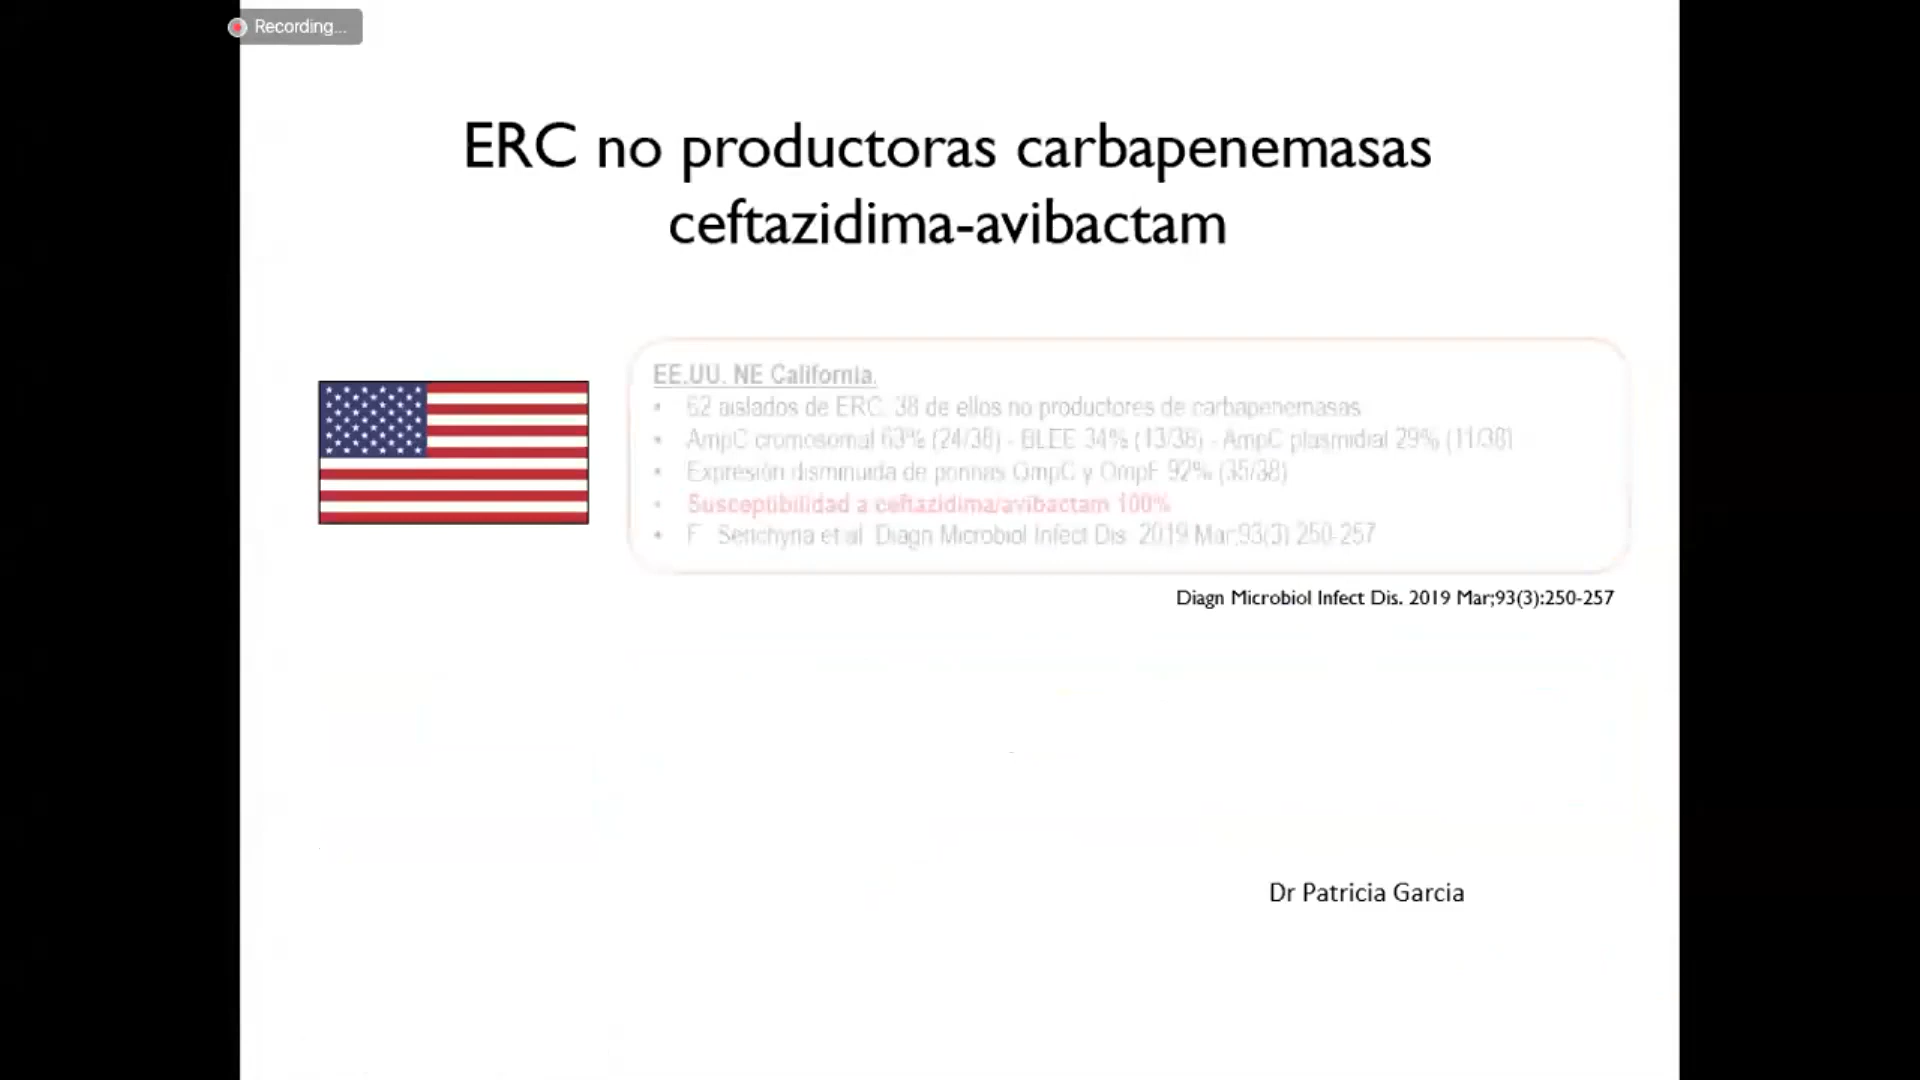 Recording...
ERC no productoras carbapenemasas
ceftazidima-avibactam
EE.UU. NE California.
• 62 aislados de ERC, 38 de ellos no productores de carbapenemasas
• AmpC cromosomal 63% (24/38) - BLEE 34% (13/38) - AmpC plasmidial 29% (11/38)
• Expresión disminuida de porinas OmpC y OmpF 92% (35/38)
• Susceptibilidad a ceftazidima/avibactam 100%
• F. Senchyna et al. Diagn Microbiol Infect Dis. 2019 Mar;93(3) 250-257
Diagn Microbiol Infect Dis. 2019 Mar;93(3):250-257
Dr Patricia Garcia